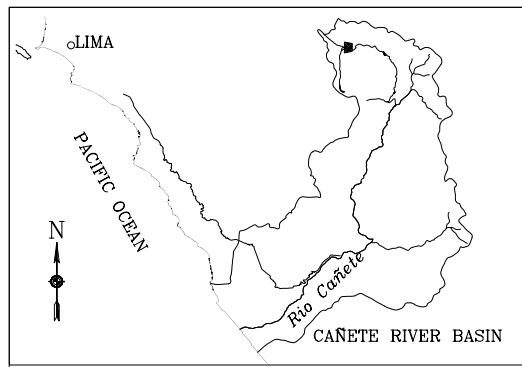 LIMA
PACIFIC OCEAN
N
Rio Cañete
CAÑETE RIVER BASIN